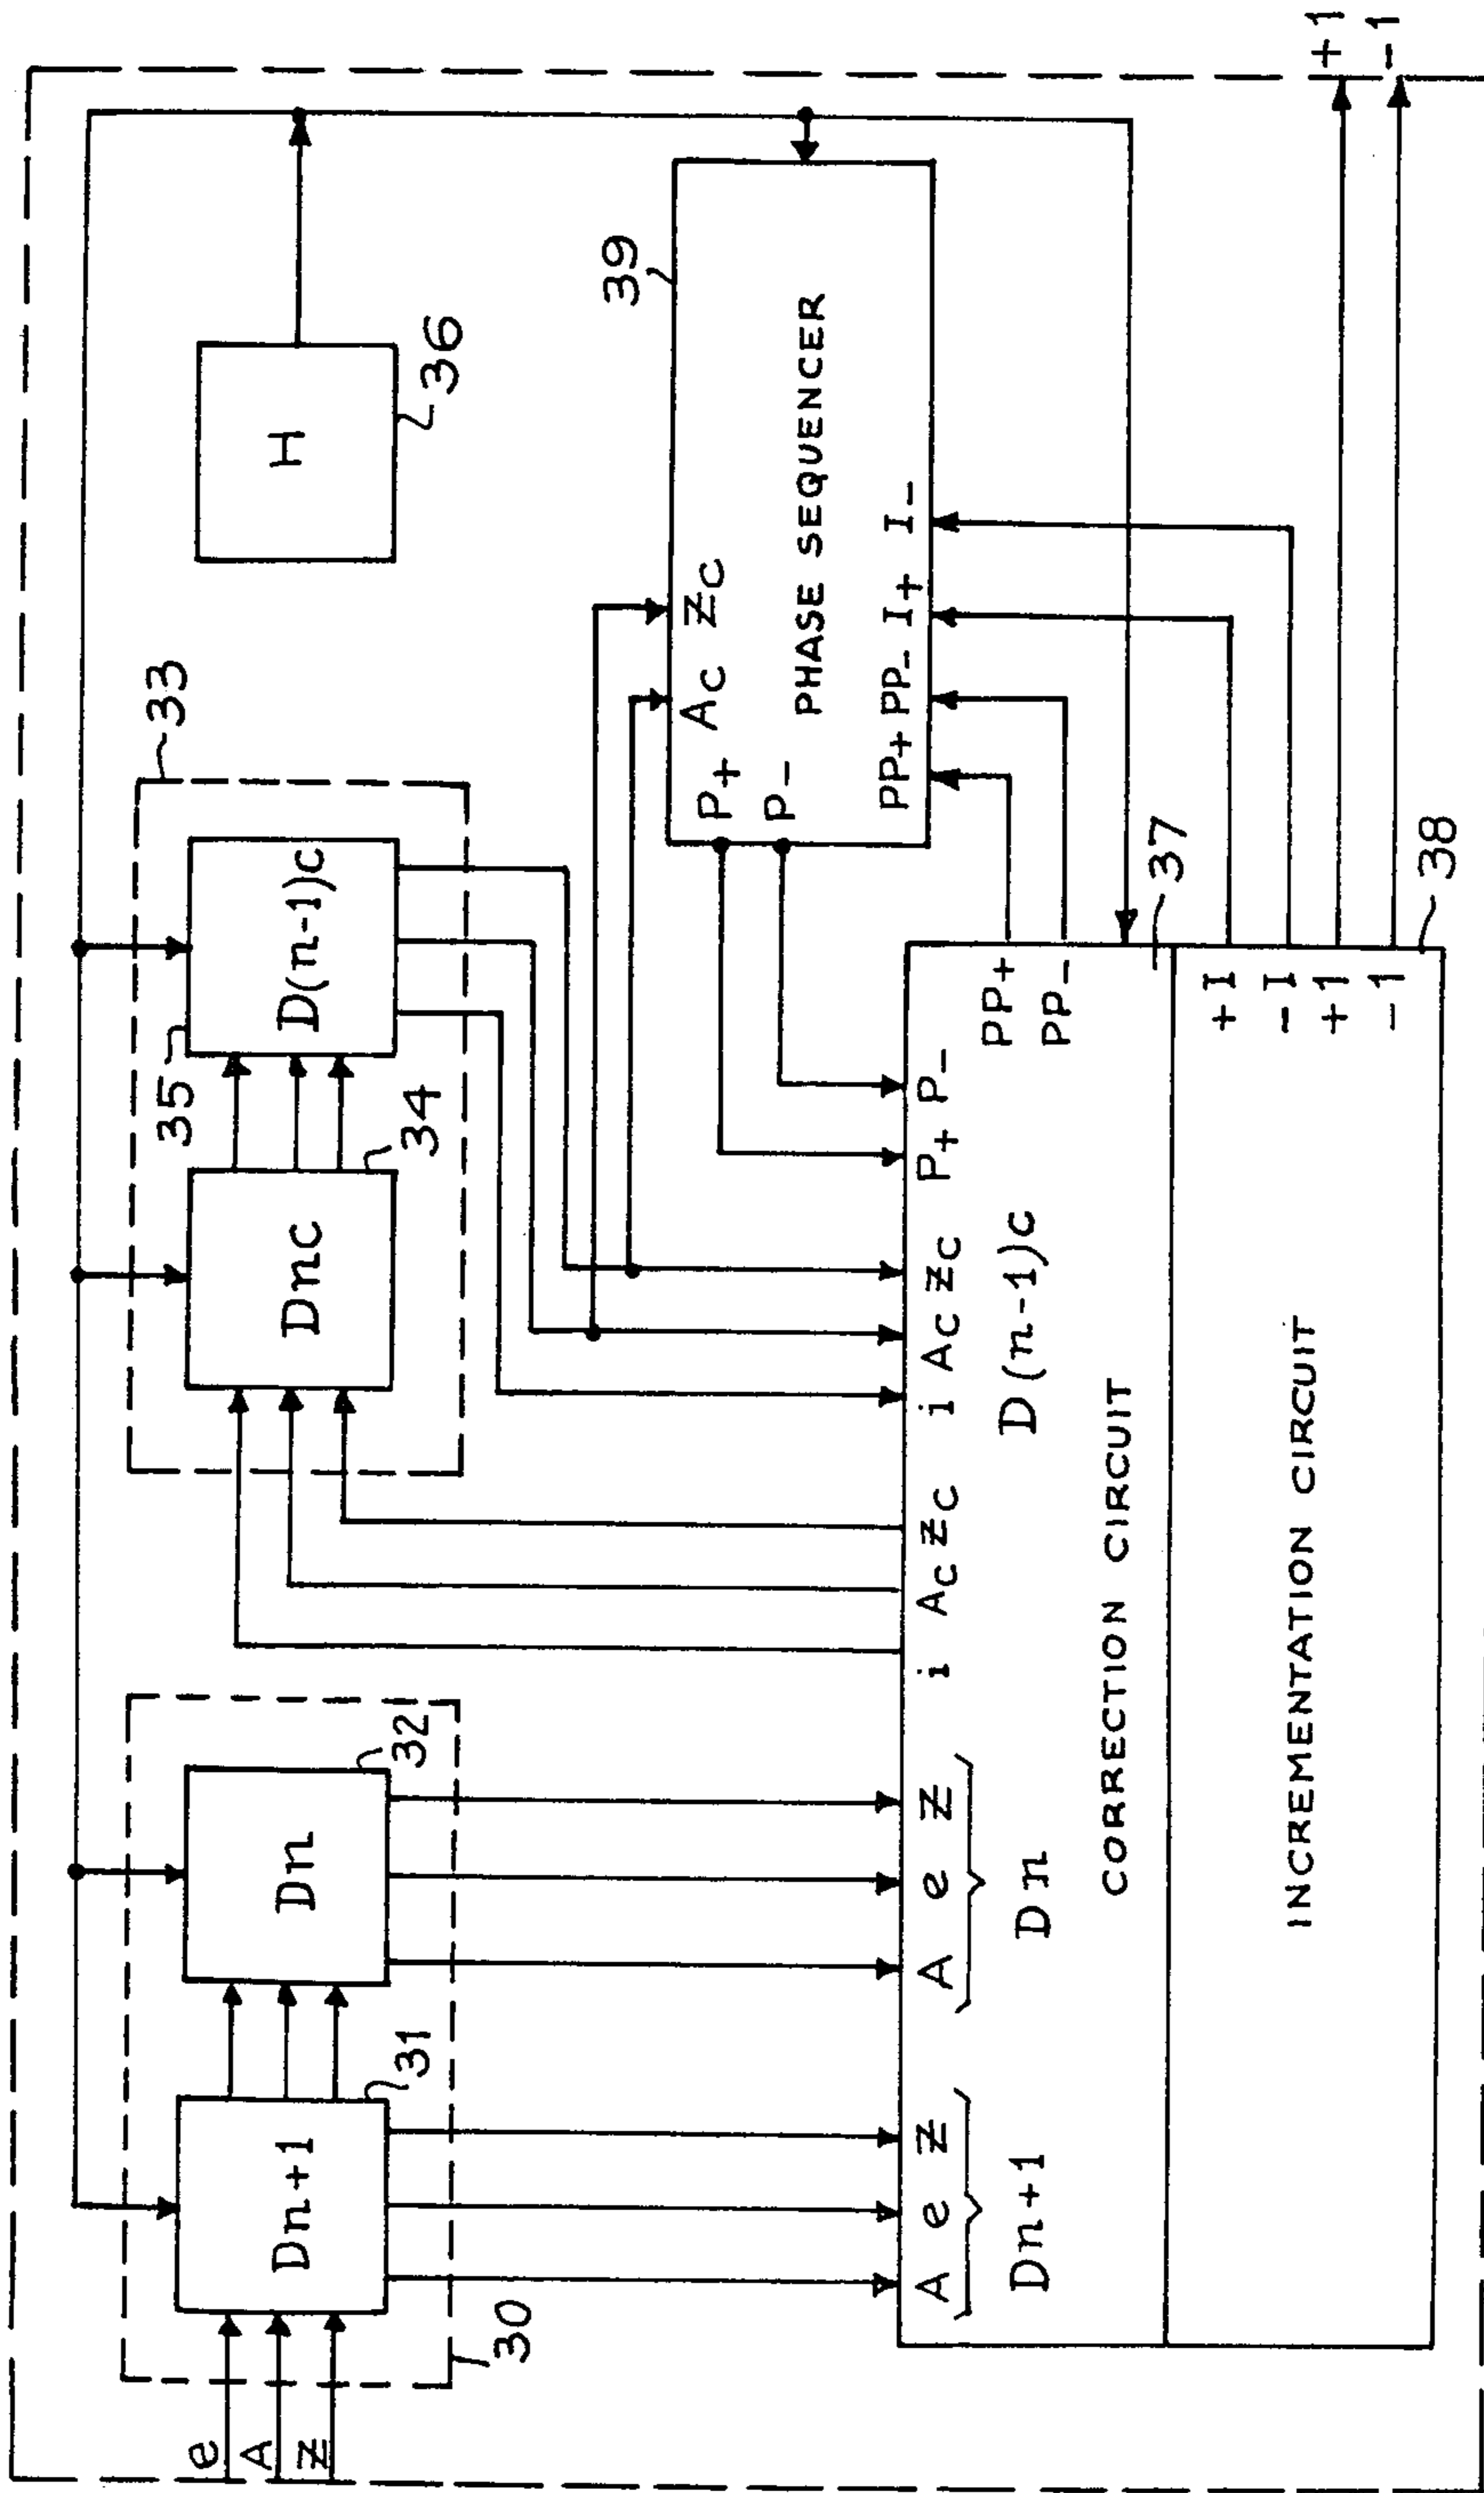 e
A
z
Dn+1
31
Dn
32
30
Dnc
34
D(n-1)c
35
33
H
36
39
P+ Ac zc
P-
PHASE SEQUENCER
PP+ PP- I+ I-
A e z
Dn+1
A e z
Dn
i Ac zc
i Ac zc
D(n-1)c
P+ P-
PP+
PP-
CORRECTION CIRCUIT
37
INCREMENTATION CIRCUIT
+I
-I
+1
-1
38
+1
-1